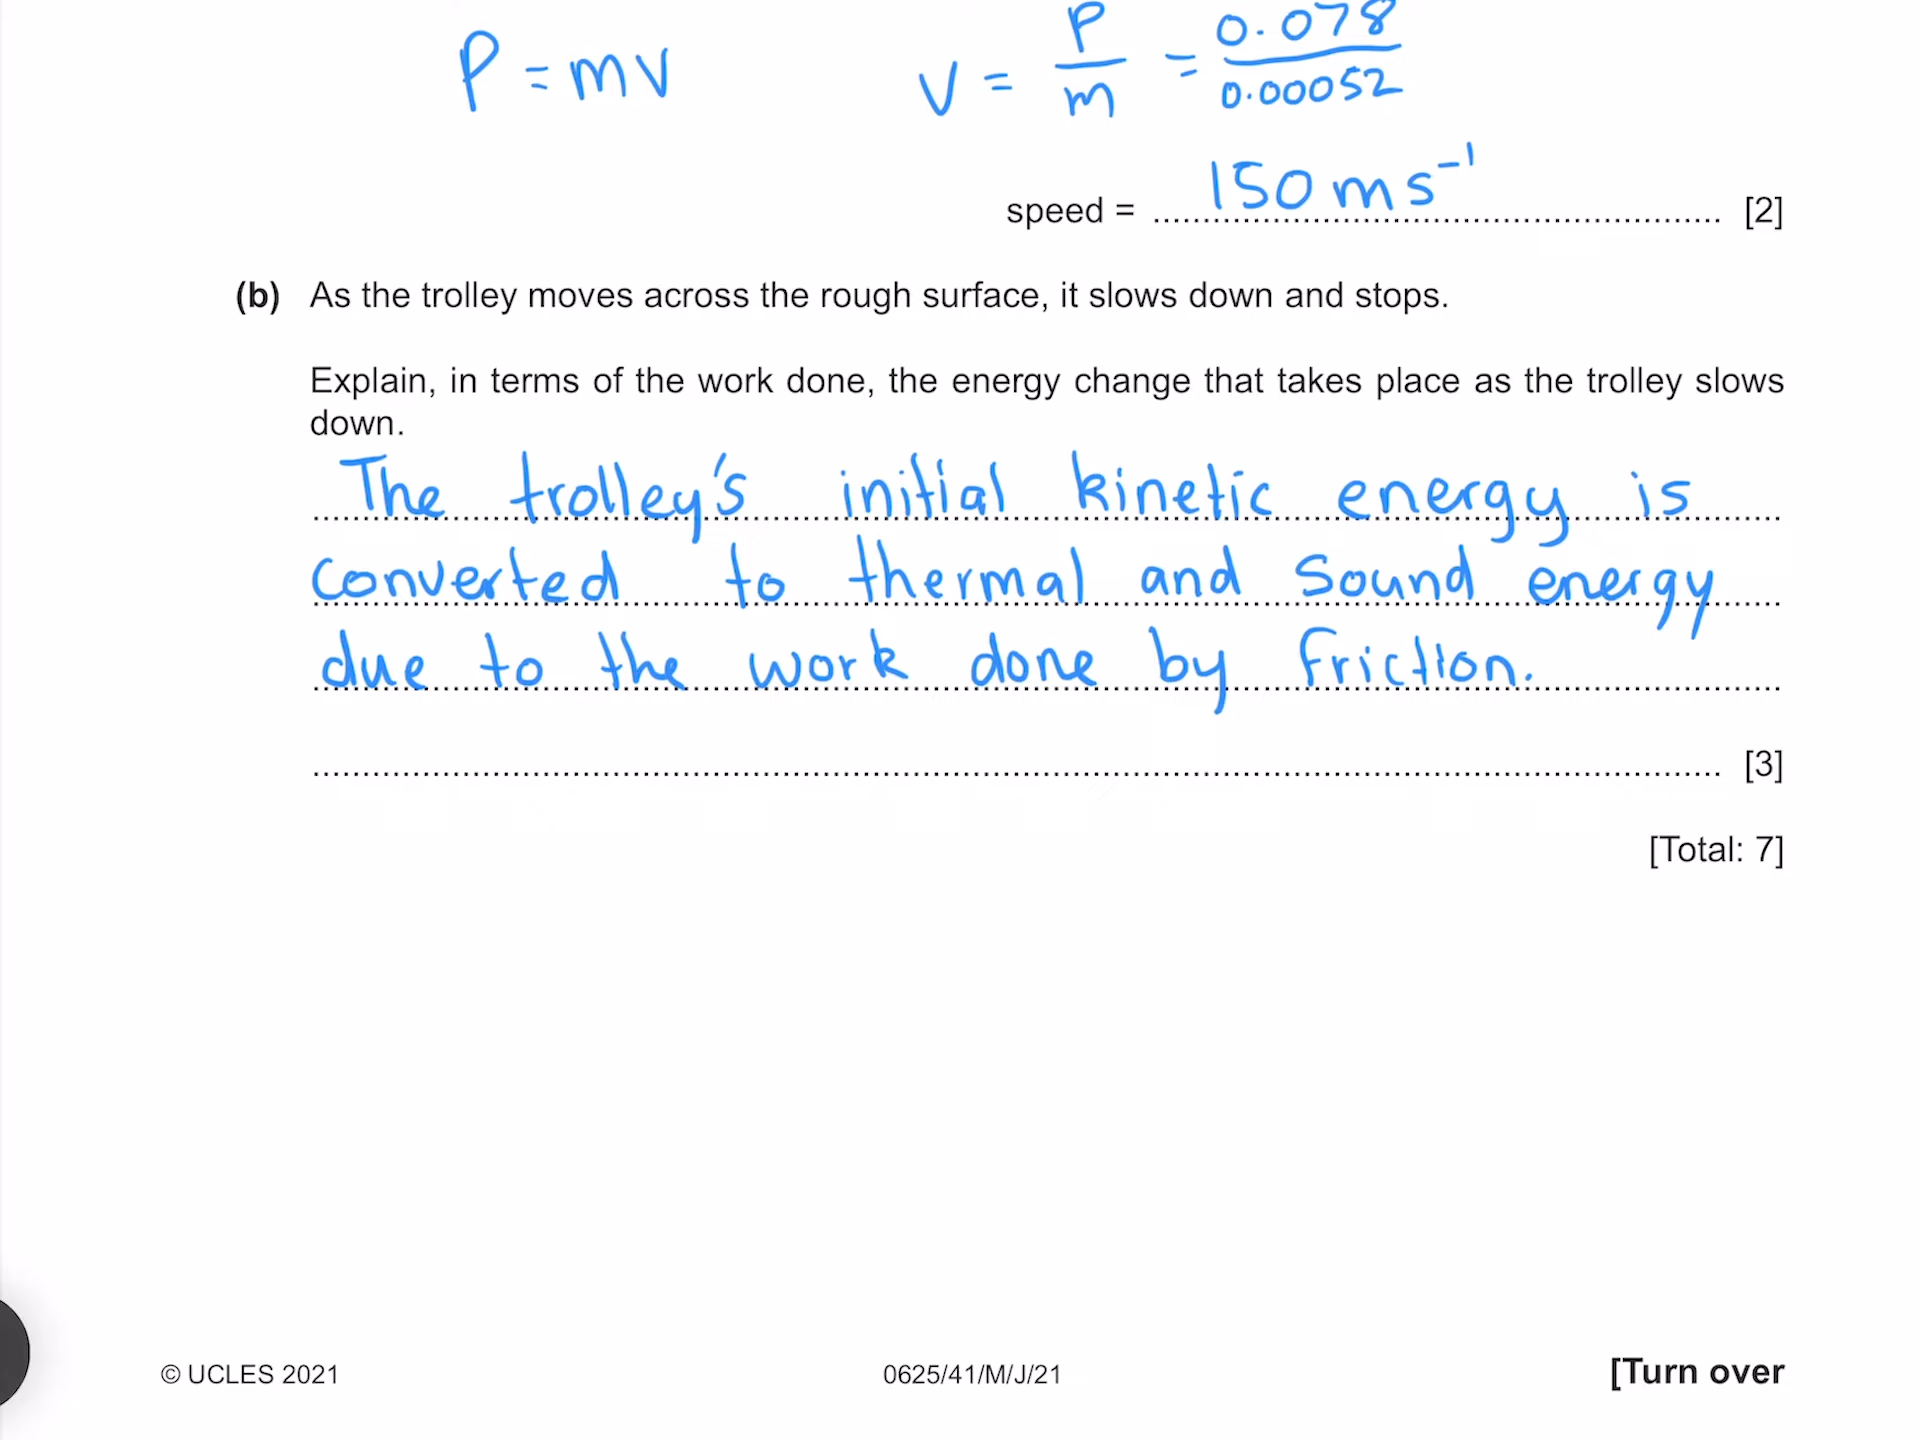 P = mv v = P/m = 0.078/0.00052
150 ms⁻¹
speed = ........................................................ [2]
(b) As the trolley moves across the rough surface, it slows down and stops.
Explain, in terms of the work done, the energy change that takes place as the trolley slows
down.
The trolley's initial kinetic energy is
converted to thermal and sound energy
due to the work done by friction.
........................................................ [3]
[Total: 7]
© UCLES 2021 0625/41/M/J/21 [Turn over